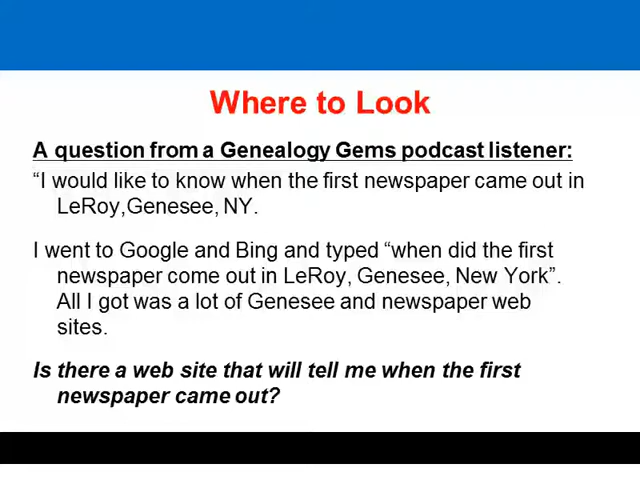 Where to Look
A question from a Genealogy Gems podcast listener:
“I would like to know when the first newspaper came out in
LeRoy,Genesee, NY.
I went to Google and Bing and typed “when did the first
newspaper come out in LeRoy, Genesee, New York”.
All I got was a lot of Genesee and newspaper web
sites.
Is there a web site that will tell me when the first
newspaper came out?